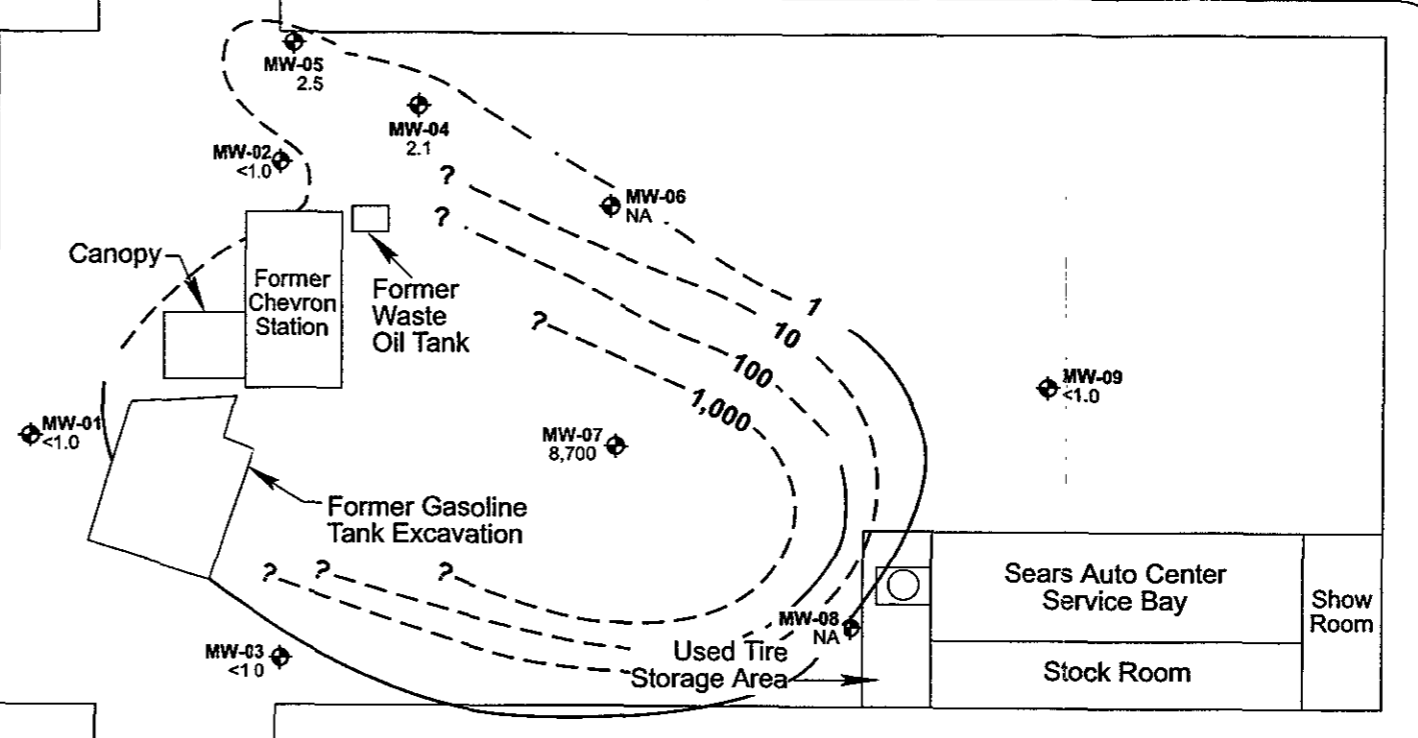 MW-05
2.5
MW-04
2.1
MW-02
<1.0
?
MW-06
NA
?
Canopy
Former
Chevron
Station
Former
Waste
Oil Tank
?
1
10
100
1,000
MW-09
<1.0
MW-01
<1.0
MW-07
8,700
Former Gasoline
Tank Excavation
?
?
?
Sears Auto Center
Service Bay
Show
Room
MW-08
NA
MW-03
<1 0
Used Tire
Storage Area
Stock Room